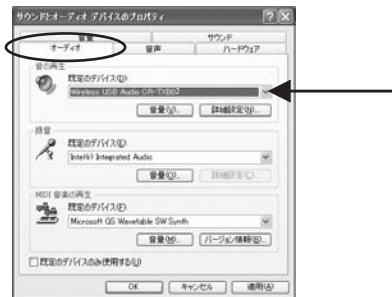 サウンドとオーディオ デバイスのプロパティ
音量
サウンド
オーディオ
音声
ハードウェア
音の再生
既定のデバイス(D):
Wireless USB Audio CR-TX002
音量(V)...
詳細設定(N)...
録音
既定のデバイス(E):
Intel(r) Integrated Audio
音量(O)...
詳細設定(C)...
MIDI 音楽の再生
既定のデバイス(F):
Microsoft GS Wavetable SW Synth
音量(M)...
バージョン情報(B)...
既定のデバイスのみ使用する(U)
OK
キャンセル
適用(A)